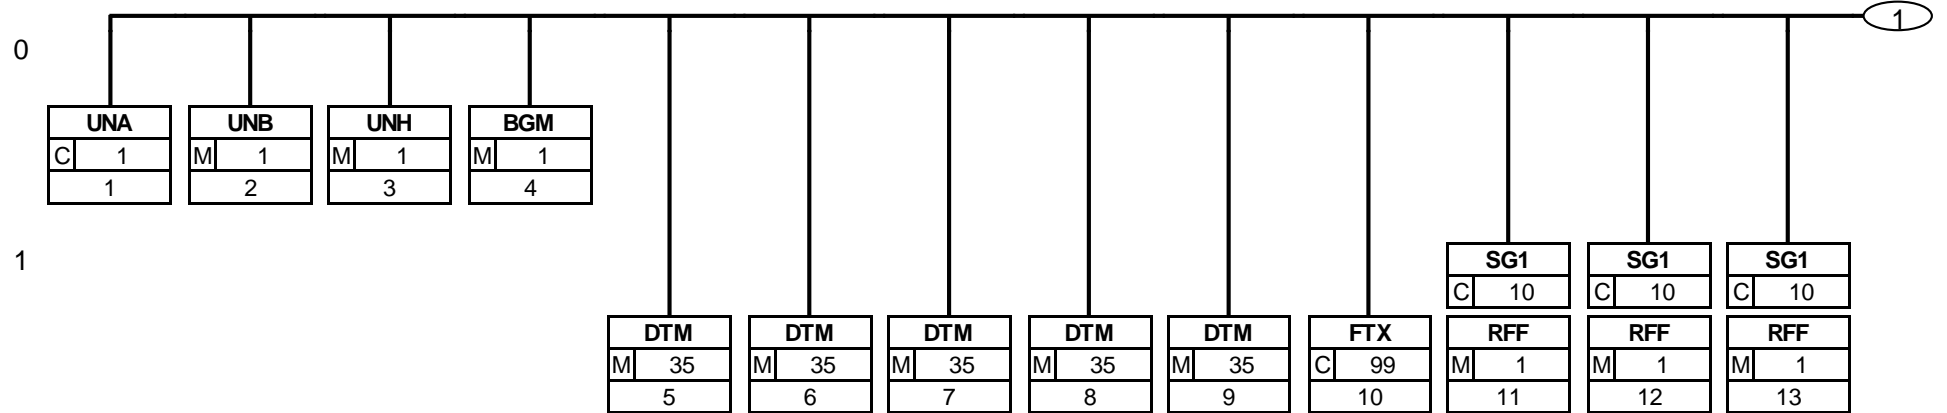 1
0
UNA UNB UNH BGM
C 1 M 1 M 1 M 1
1 2 3 4
1
SG1 SG1 SG1
C 10 C 10 C 10
DTM DTM DTM DTM DTM FTX RFF RFF RFF
M 35 M 35 M 35 M 35 M 35 C 99 M 1 M 1 M 1
5 6 7 8 9 10 11 12 13